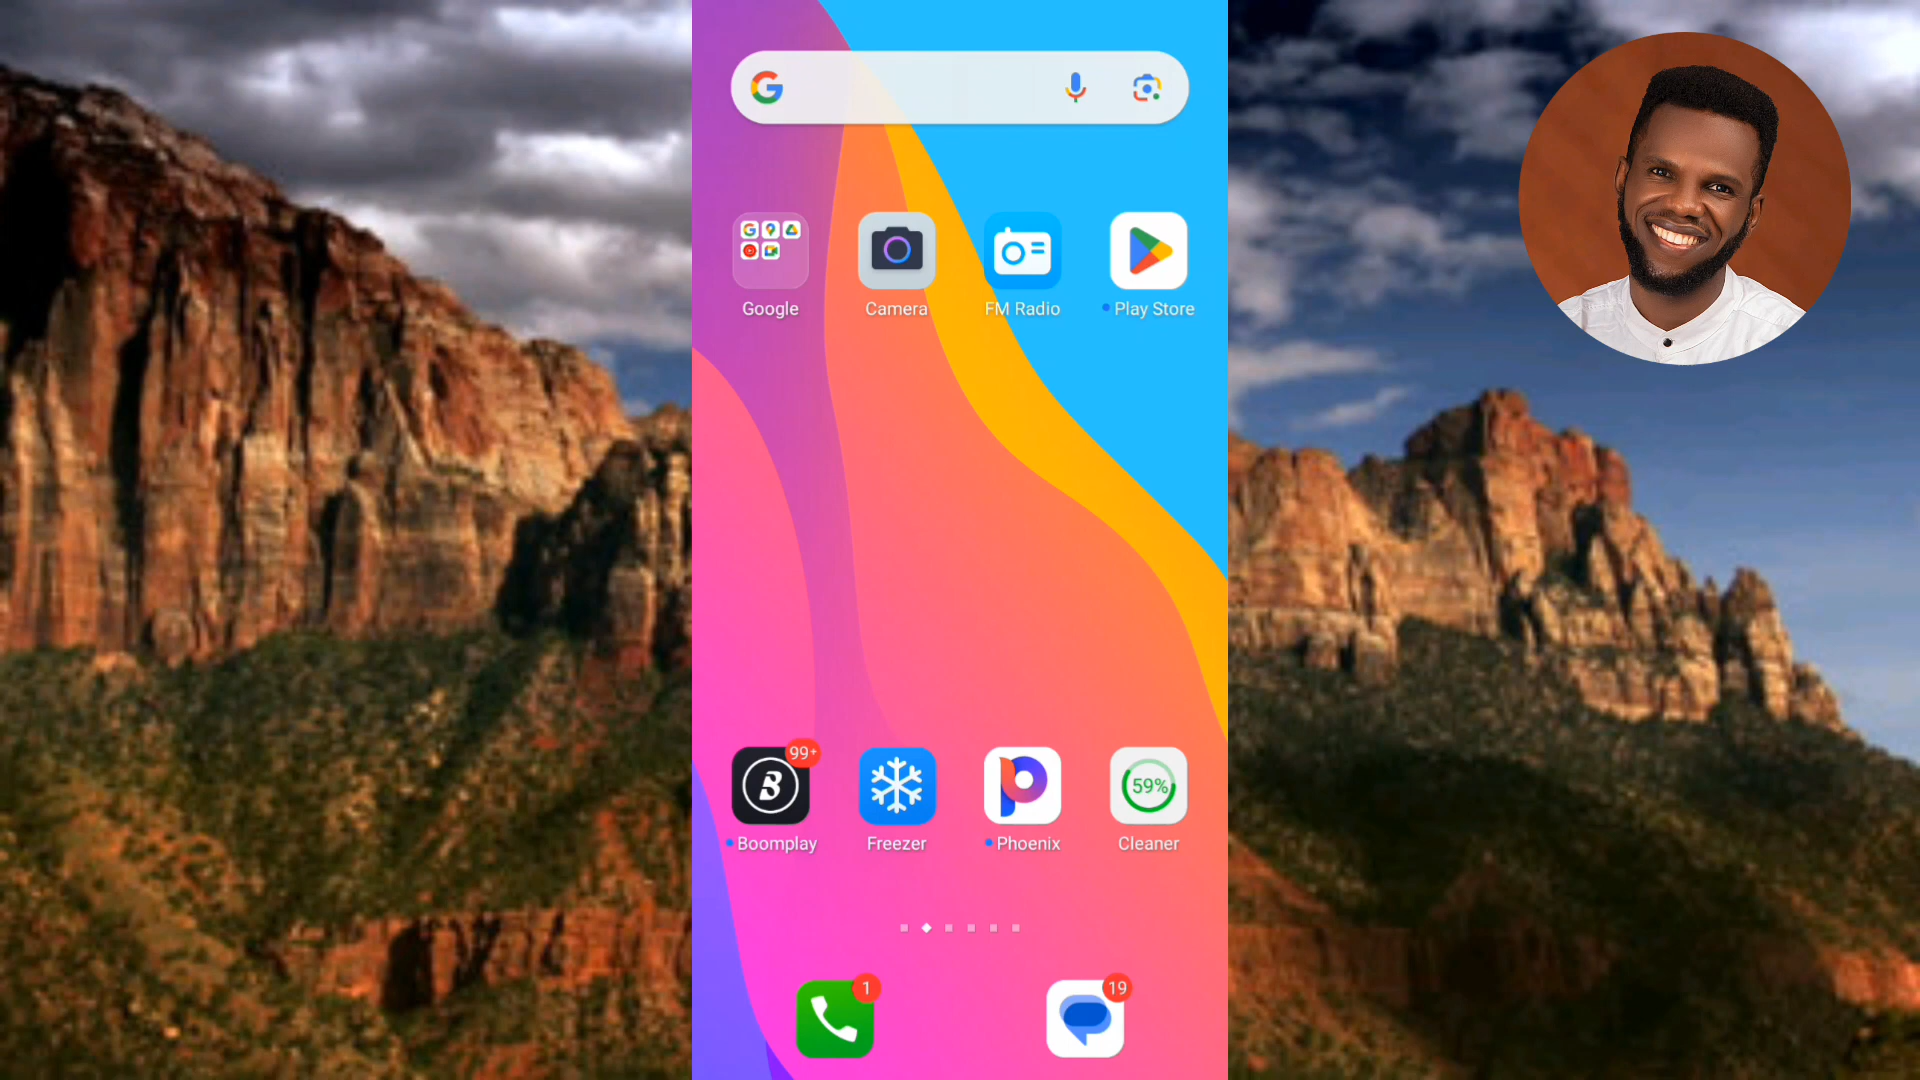 Google
Camera
FM Radio
Play Store
99+
59%
Boomplay
Freezer
Phoenix
Cleaner
1
19